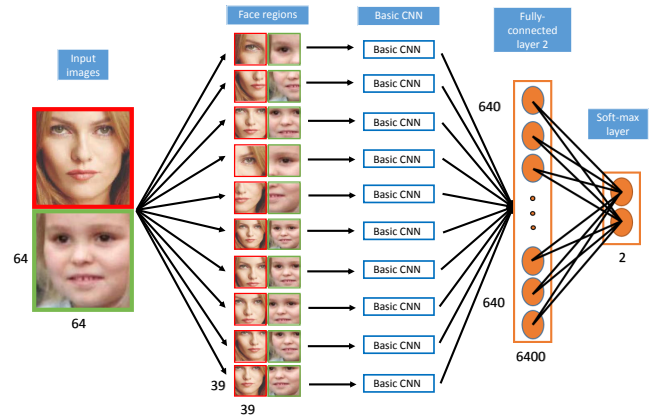 Face regions
Basic CNN
Fully-
connected
layer 2
Input
images
Soft-max
layer
Basic CNN
Basic CNN
Basic CNN
Basic CNN
Basic CNN
Basic CNN
Basic CNN
Basic CNN
Basic CNN
Basic CNN
640
64
64
640
2
6400
39
39